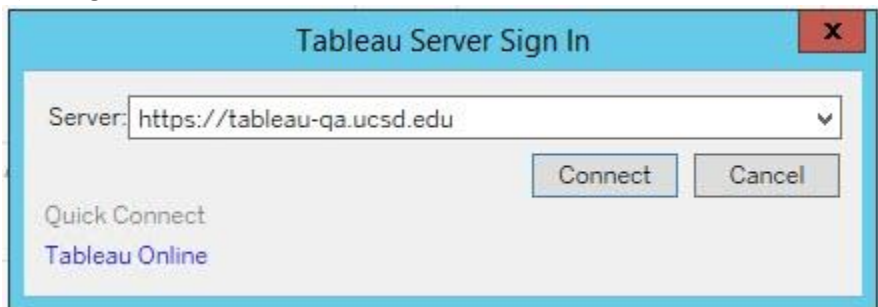 Tableau Server Sign In
x
Server: https://tableau-qa.ucsd.edu
Connect Cancel
Quick Connect
Tableau Online